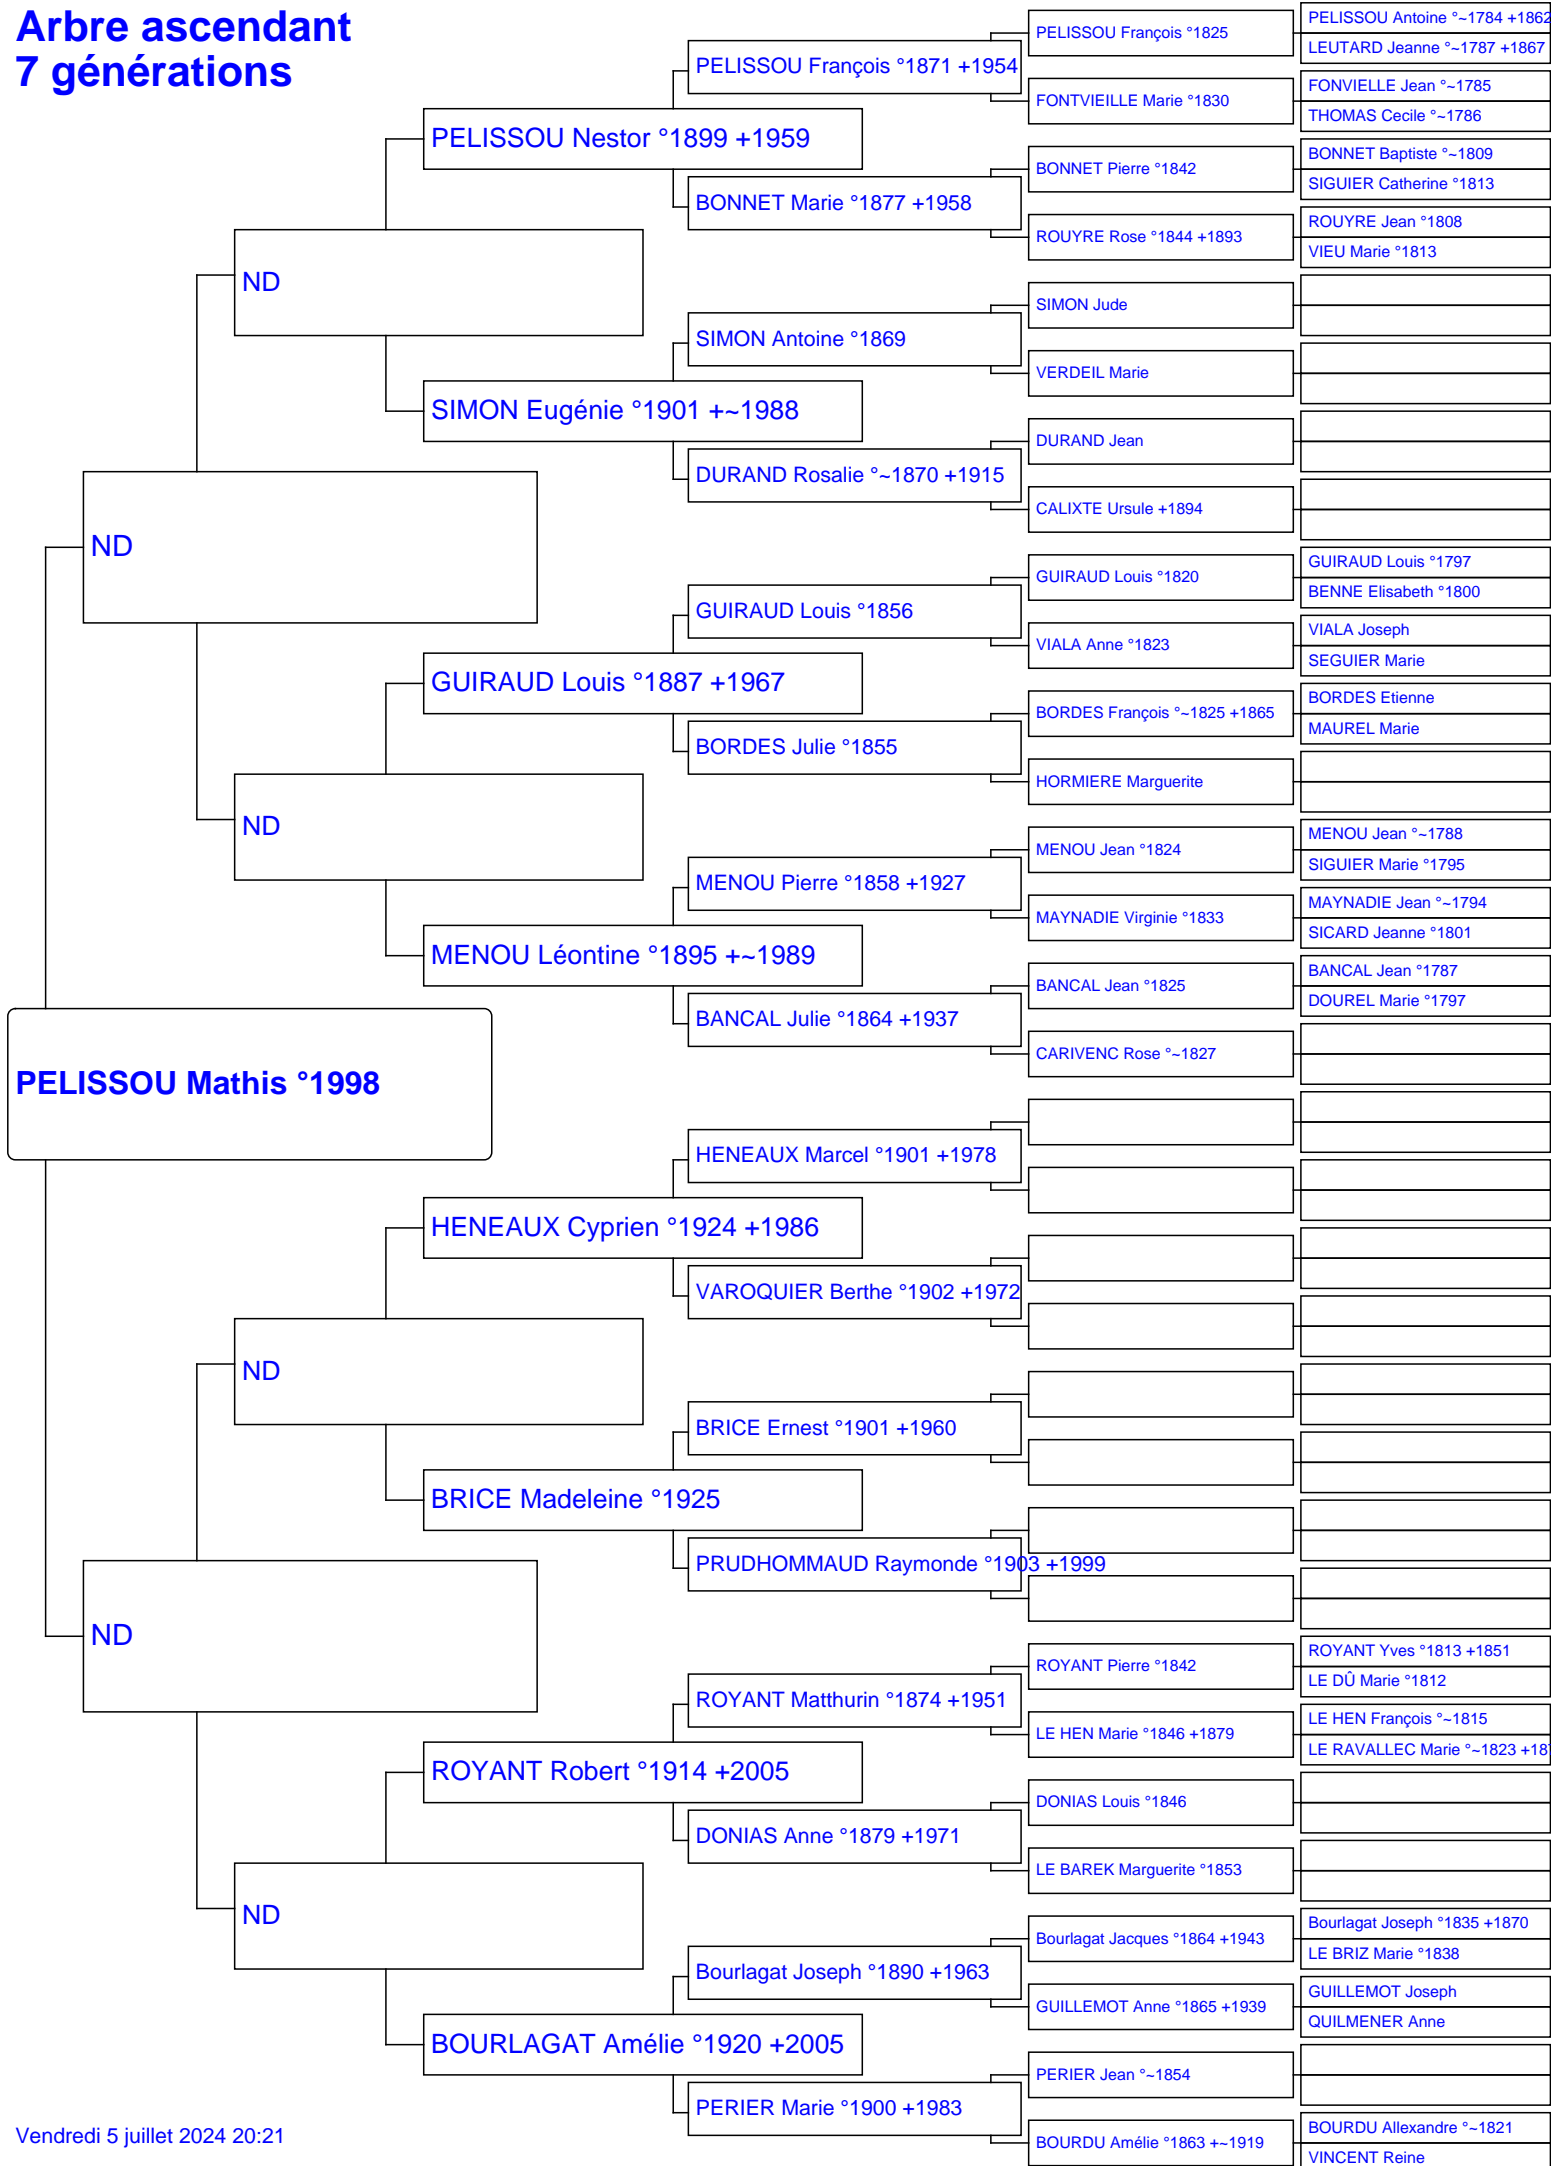 Arbre ascendant
7 générations
PELISSOU Mathis °1998
ND
ND
ND
ND
ND
ND
PELISSOU Nestor °1899 +1959
SIMON Eugénie °1901 +~1988
GUIRAUD Louis °1887 +1967
MENOU Léontine °1895 +~1989
HENEAUX Cyprien °1924 +1986
BRICE Madeleine °1925
ROYANT Robert °1914 +2005
BOURLAGAT Amélie °1920 +2005
PELISSOU François °1871 +1954
BONNET Marie °1877 +1958
SIMON Antoine °1869
DURAND Rosalie °~1870 +1915
GUIRAUD Louis °1856
BORDES Julie °1855
MENOU Pierre °1858 +1927
BANCAL Julie °1864 +1937
HENEAUX Marcel °1901 +1978
VAROQUIER Berthe °1902 +1972
BRICE Ernest °1901 +1960
PRUDHOMMAUD Raymonde °1903 +1999
ROYANT Matthurin °1874 +1951
DONIAS Anne °1879 +1971
Bourlagat Joseph °1890 +1963
PERIER Marie °1900 +1983
PELISSOU François °1825
FONTVIEILLE Marie °1830
BONNET Pierre °1842
ROUYRE Rose °1844 +1893
SIMON Jude
VERDEIL Marie
DURAND Jean
CALIXTE Ursule +1894
GUIRAUD Louis °1820
VIALA Anne °1823
BORDES François °~1825 +1865
HORMIERE Marguerite
MENOU Jean °1824
MAYNADIE Virginie °1833
BANCAL Jean °1825
CARIVENC Rose °~1827
ROYANT Pierre °1842
LE HEN Marie °1846 +1879
DONIAS Louis °1846
LE BAREK Marguerite °1853
Bourlagat Jacques °1864 +1943
GUILLEMOT Anne °1865 +1939
PERIER Jean °~1854
BOURDU Amélie °1863 +~1919
PELISSOU Antoine °~1784 +1862
LEUTARD Jeanne °~1787 +1867
FONVIELLE Jean °~1785
THOMAS Cecile °~1786
BONNET Baptiste °~1809
SIGUIER Catherine °1813
ROUYRE Jean °1808
VIEU Marie °1813
GUIRAUD Louis °1797
BENNE Elisabeth °1800
VIALA Joseph
SEGUIER Marie
BORDES Etienne
MAUREL Marie
MENOU Jean °~1788
SIGUIER Marie °1795
MAYNADIE Jean °~1794
SICARD Jeanne °1801
BANCAL Jean °1787
DOUREL Marie °1797
ROYANT Yves °1813 +1851
LE DÛ Marie °1812
LE HEN François °~1815
LE RAVALLEC Marie °~1823
Bourlagat Joseph °1835 +1870
LE BRIZ Marie °1838
GUILLEMOT Joseph
QUILMENER Anne
BOURDU Allexandre °~1821
VINCENT Reine
Vendredi 5 juillet 2024 20:21